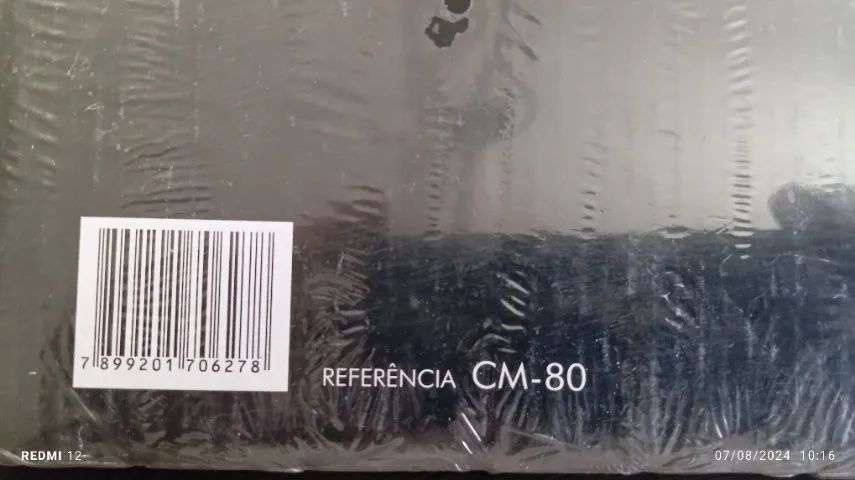 7 899201 706278
REFERÊNCIA CM-80
REDMI 12
07/08/2024 10:16